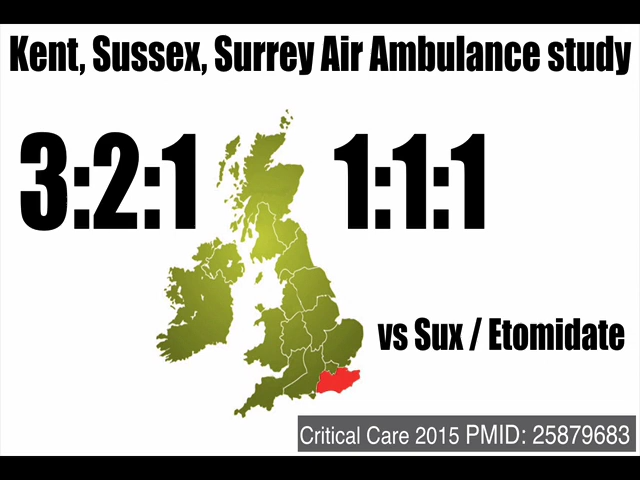 Kent, Sussex, Surrey Air Ambulance study
3:2:1 1:1:1
vs Sux / Etomidate
Critical Care 2015 PMID: 25879683